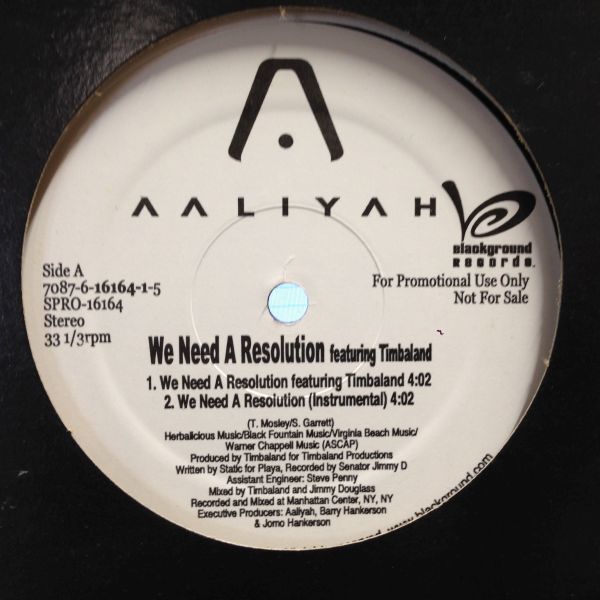 AALIYAH
Blackground
Records
Side A
7087-6-16164-1-5
SPRO-16164
Stereo
33 1/3rpm
For Promotional Use Only
Not For Sale
We Need A Resolution featuring Timbaland
1. We Need A Resolution featuring Timbaland 4:02
2. We Need A Resolution (Instrumental) 4:02
(T. Mosley/S. Garrett)
Herbalicious Music/Black Fountain Music/Virginia Beach Music/
Warner Chappell Music (ASCAP)
Produced by Timbaland for Timbaland Productions
Written by Static for Playa, Recorded by Senator Jimmy D
Assistant Engineer: Steve Penny
Mixed by Timbaland and Jimmy Douglass
Recorded and Mixed at Manhattan Center, NY, NY
Executive Producers: Aaliyah, Barry Hankerson
& Jomo Hankerson
www.blackground.com